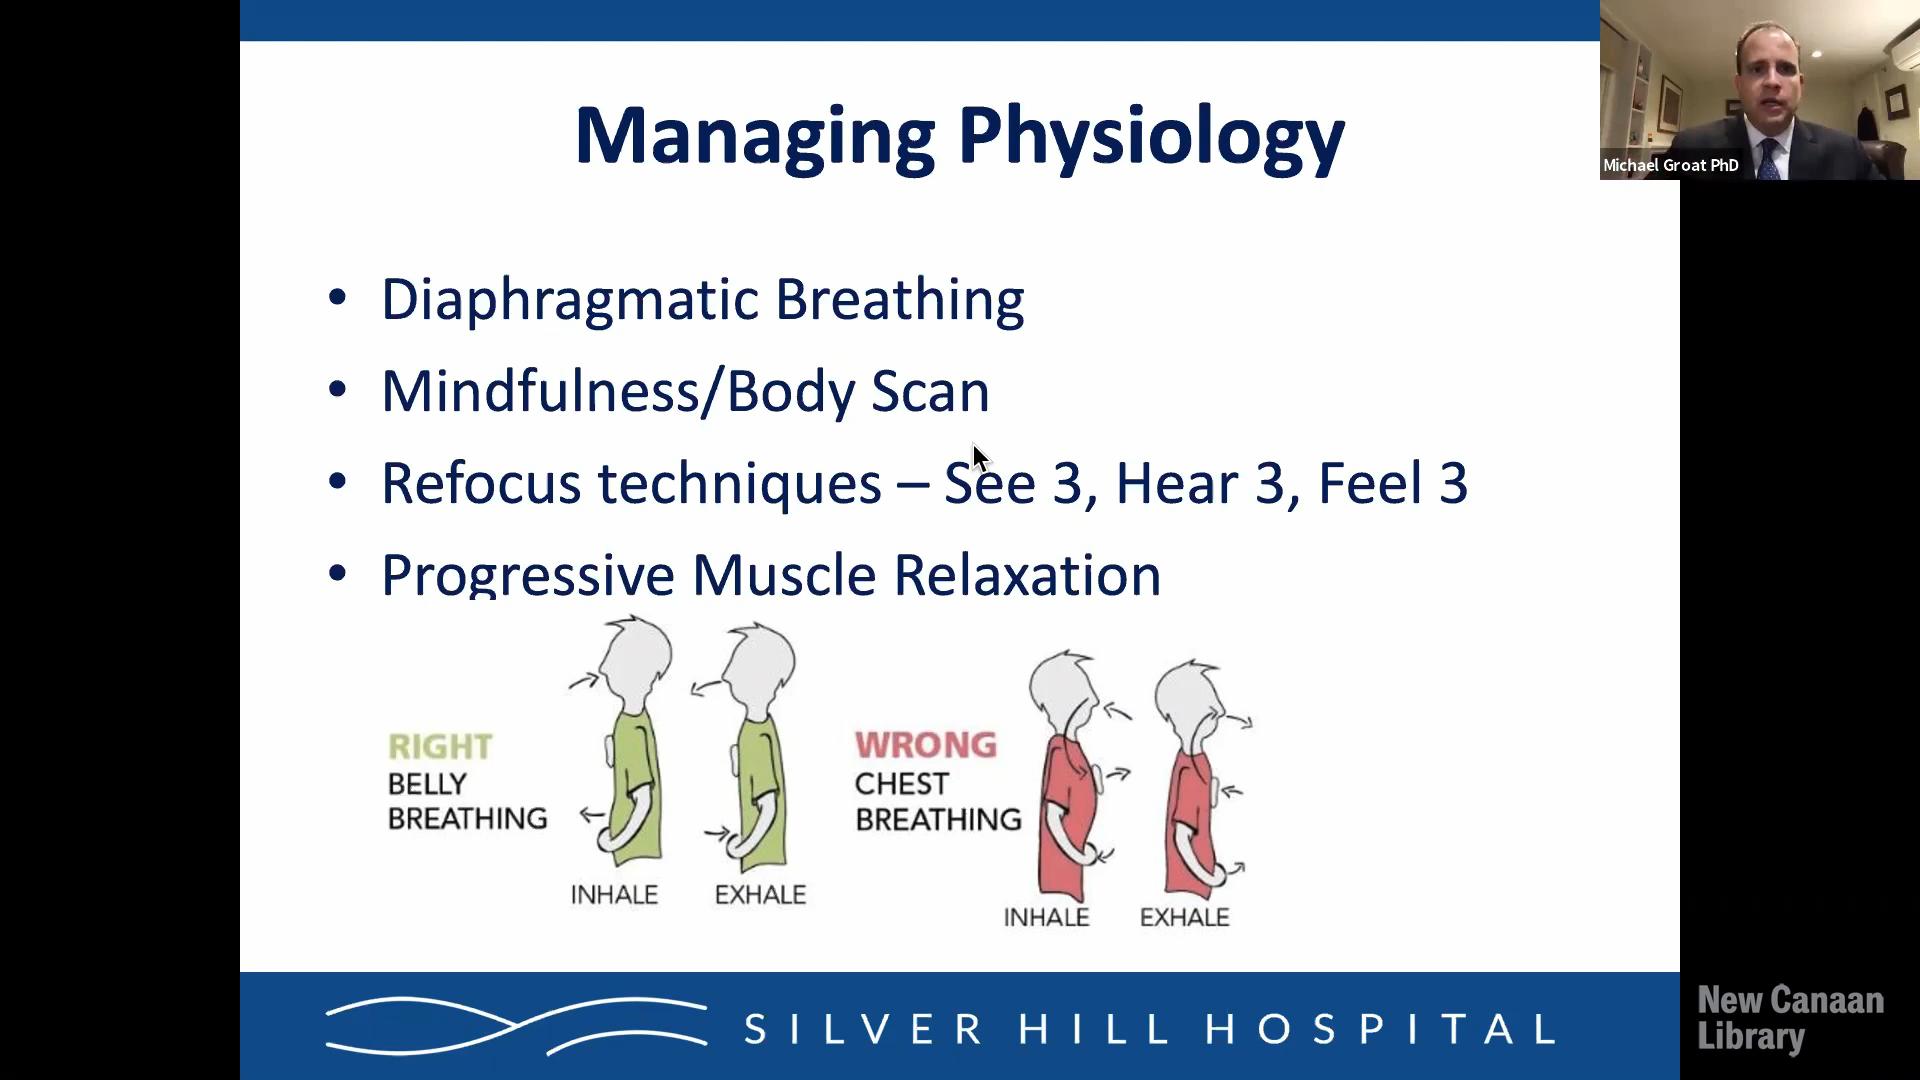 Managing Physiology
Michael Groat PhD
• Diaphragmatic Breathing
• Mindfulness/Body Scan
• Refocus techniques – See 3, Hear 3, Feel 3
• Progressive Muscle Relaxation
RIGHT
BELLY
BREATHING
INHALE
EXHALE
WRONG
CHEST
BREATHING
INHALE
EXHALE
SILVER HILL HOSPITAL
New Canaan
Library